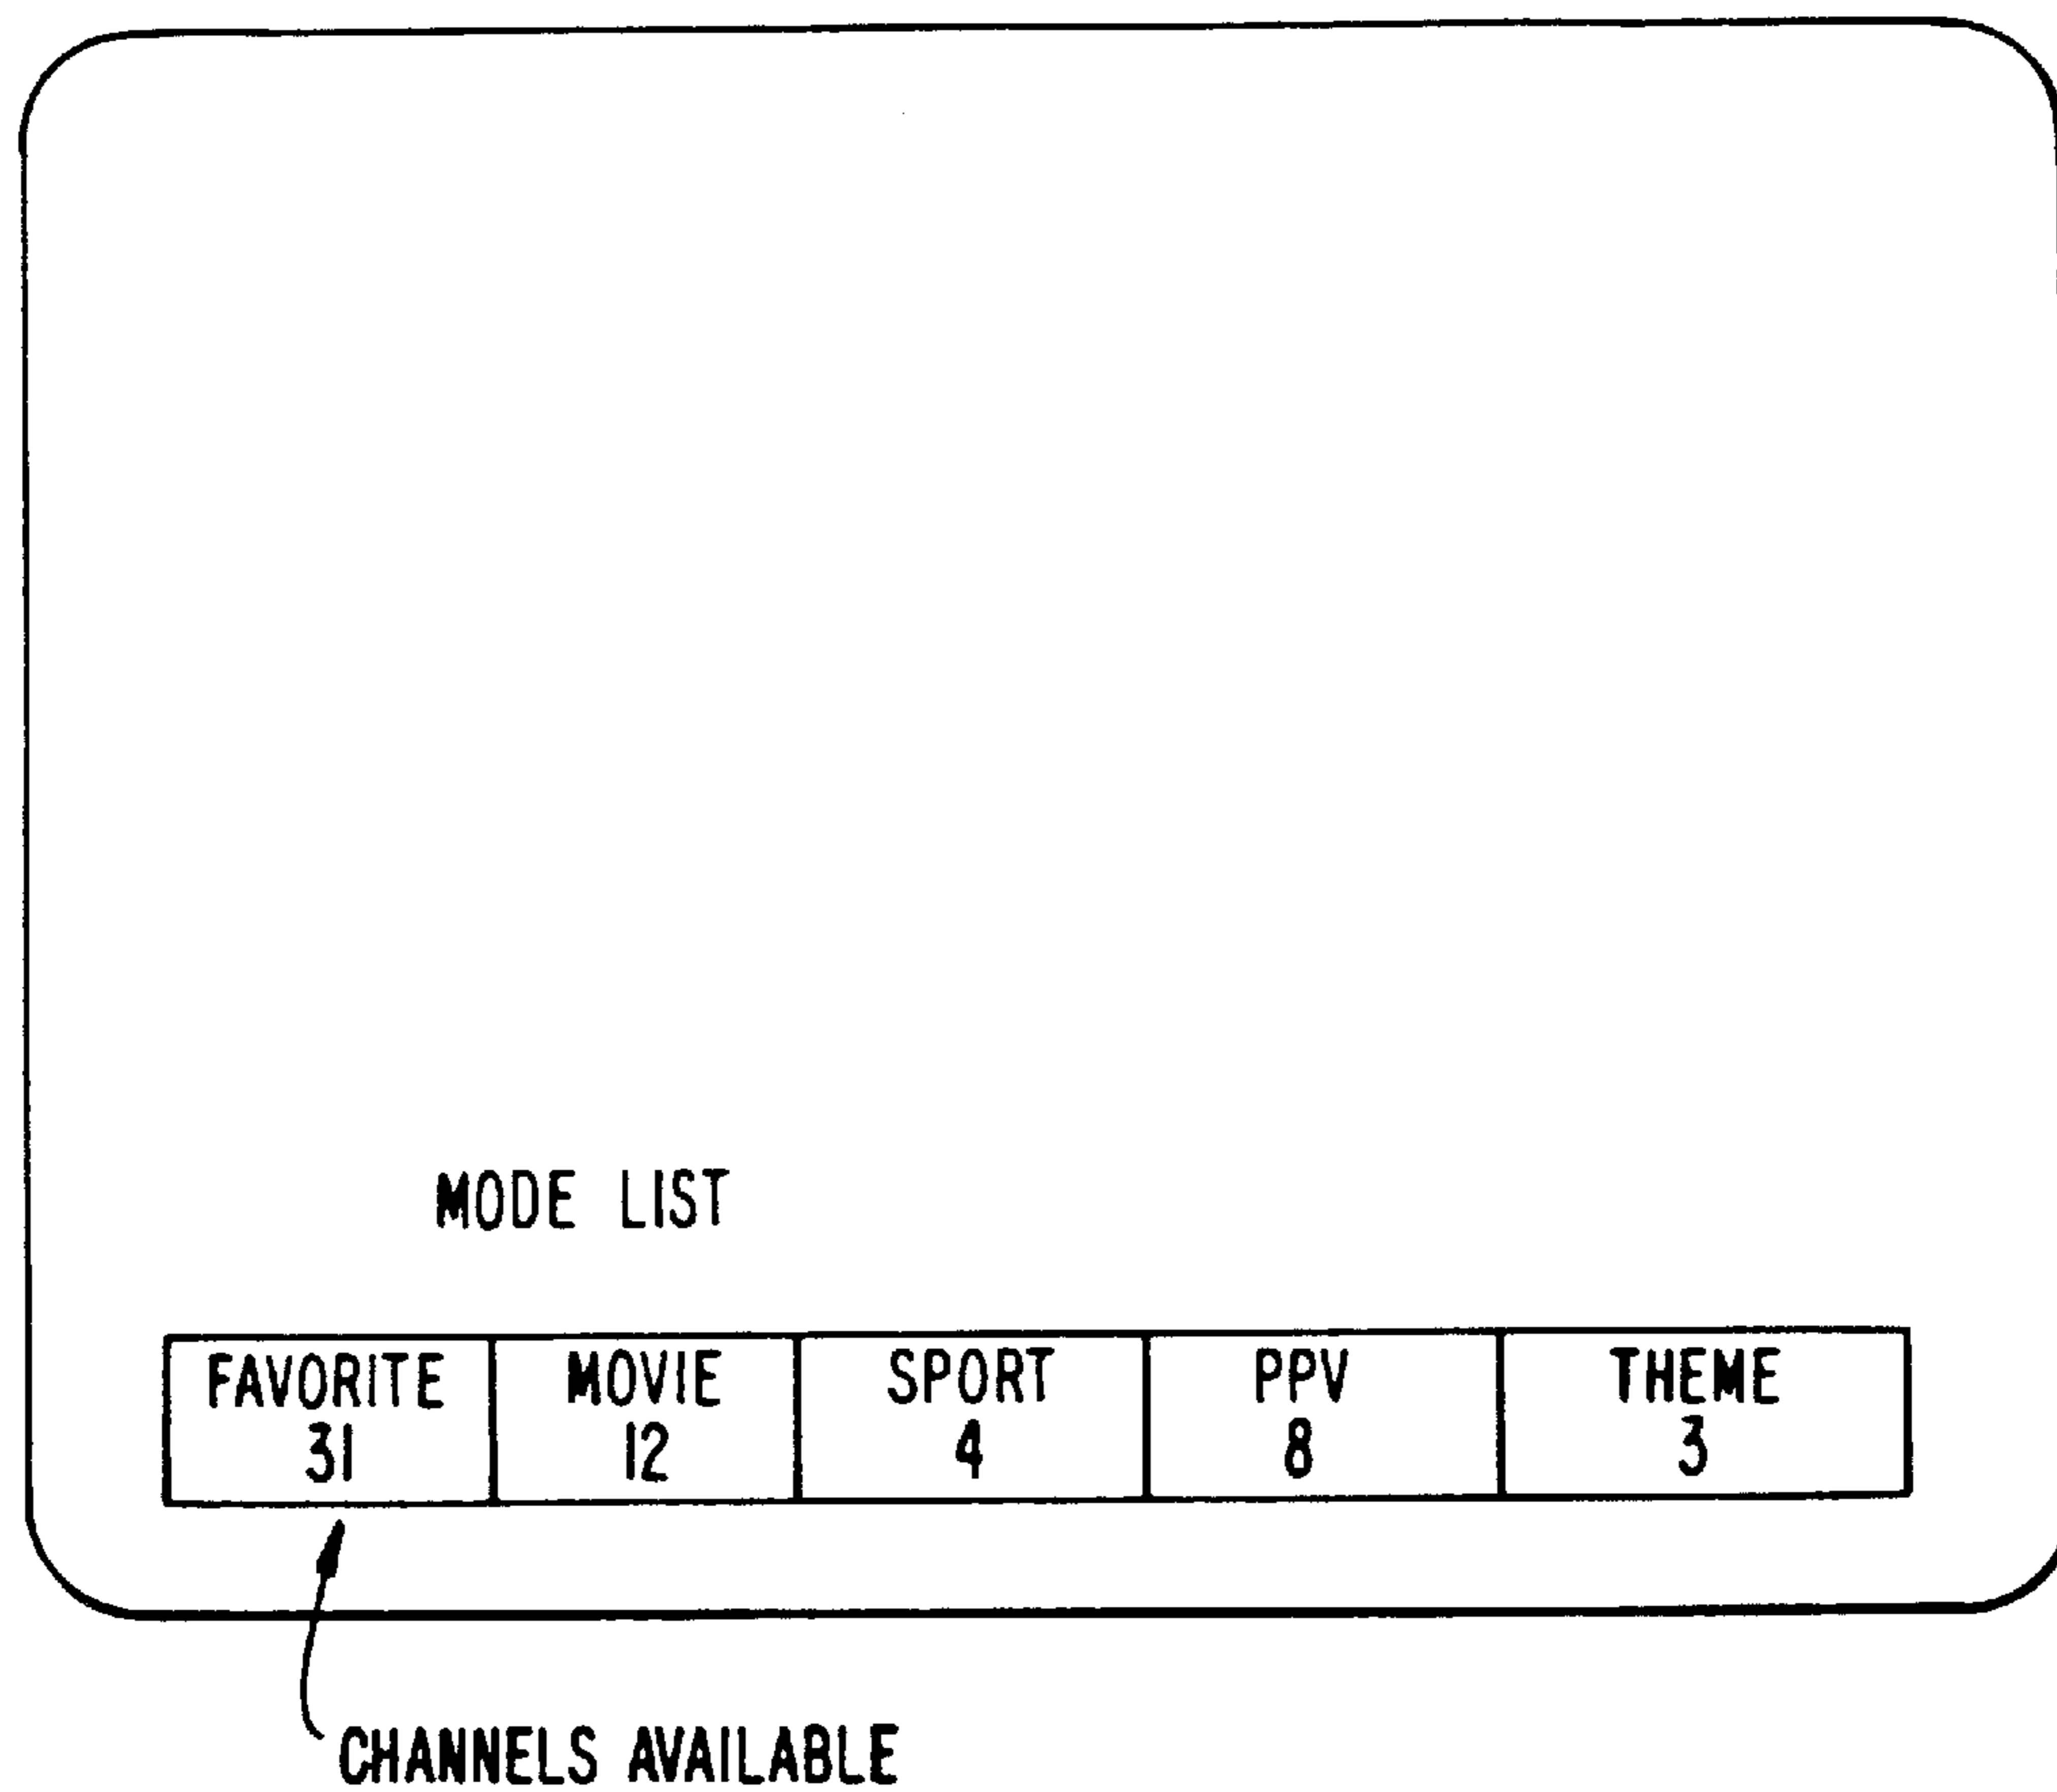 MODE LIST
FAVORITE MOVIE SPORT PPV THEME
31 12 4 8 3
CHANNELS AVAILABLE